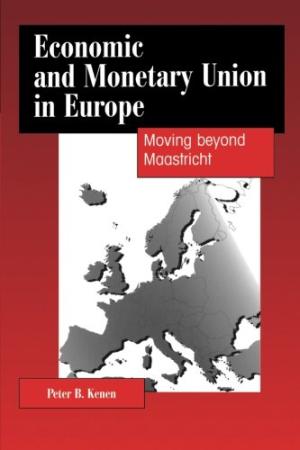 Economic
and Monetary Union
in Europe
Moving beyond
Maastricht
Peter B. Kenen